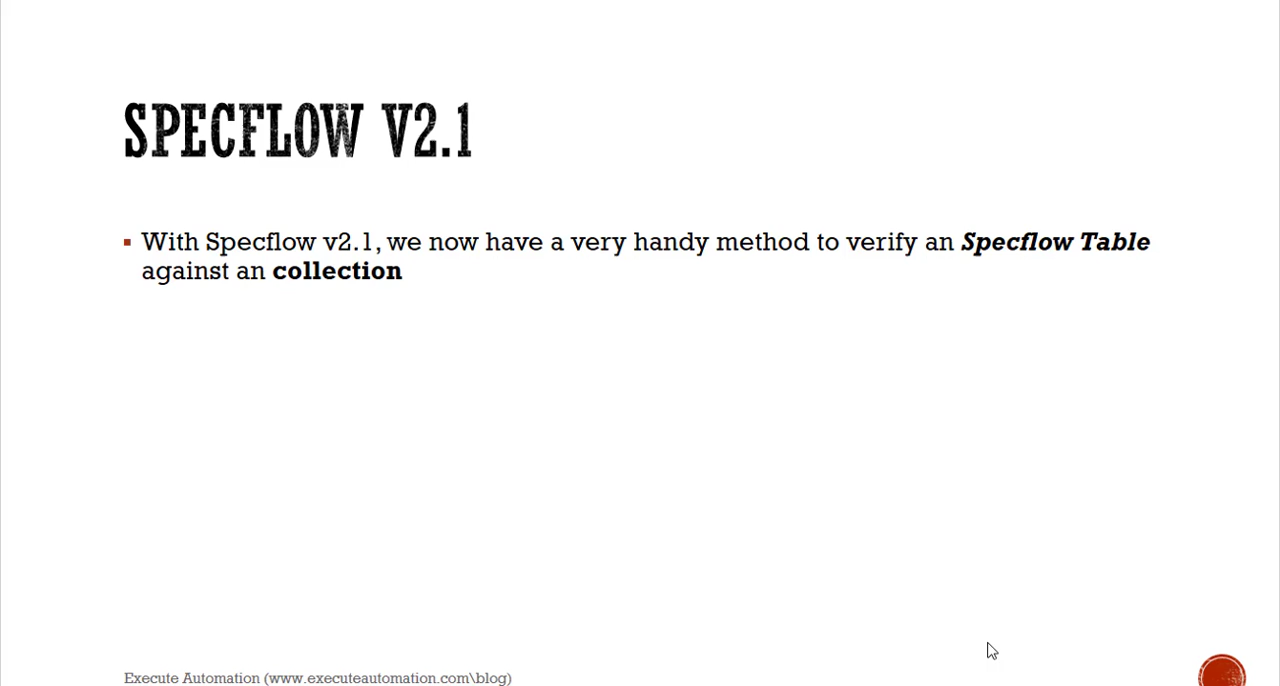 SPECFLOW V2.1
▪ With Specflow v2.1, we now have a very handy method to verify an Specflow Table
against an collection
Execute Automation (www.executeautomation.com\blog)